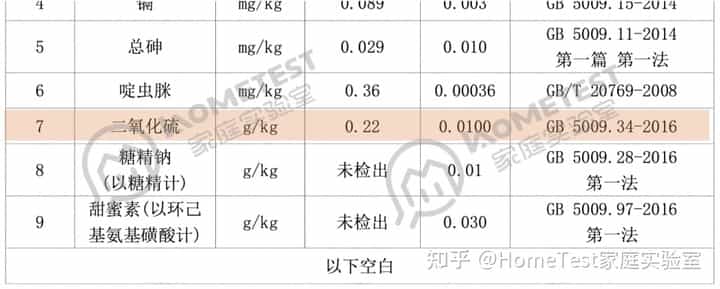 4 镉 mg/kg 0.089 0.003 GB 5009.15-2014
5 总砷 mg/kg 0.029 0.010 GB 5009.11-2014
第一篇 第一法
6 啶虫脒 mg/kg 0.36 0.00036 GB/T 20769-2008
7 二氧化硫 g/kg 0.22 0.0100 GB 5009.34-2016
8 糖精钠 g/kg 未检出 0.01 GB 5009.28-2016
(以糖精计) 第一法
9 甜蜜素(以环己 g/kg 未检出 0.030 GB 5009.97-2016
基氨基磺酸计) 第一法
以下空白
HOMETEST
家庭实验室
HOMETEST
家庭实验室
知乎 @HomeTest家庭实验室